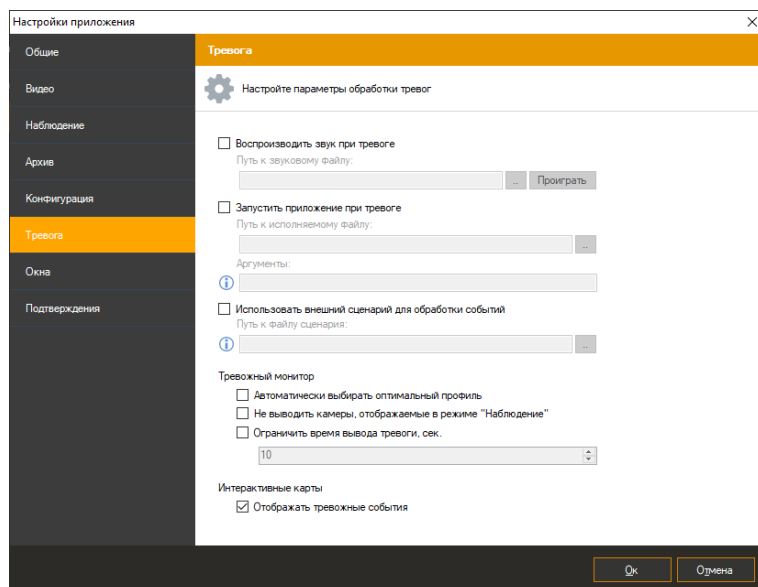 Настройки приложения
Общие
Видео
Наблюдение
Архив
Конфигурация
Тревога
Окна
Подтверждения
Тревога
Настройте параметры обработки тревог
Воспроизводить звук при тревоге
Путь к звуковому файлу:
... Проиграть
Запустить приложение при тревоге
Путь к исполняемому файлу:
...
Аргументы:
Использовать внешний сценарий для обработки событий
Путь к файлу сценария:
...
Тревожный монитор
Автоматически выбирать оптимальный профиль
Не выводить камеры, отображаемые в режиме "Наблюдение"
Ограничить время вывода тревоги, сек.
10
Интерактивные карты
Отображать тревожные события
Ок Отмена